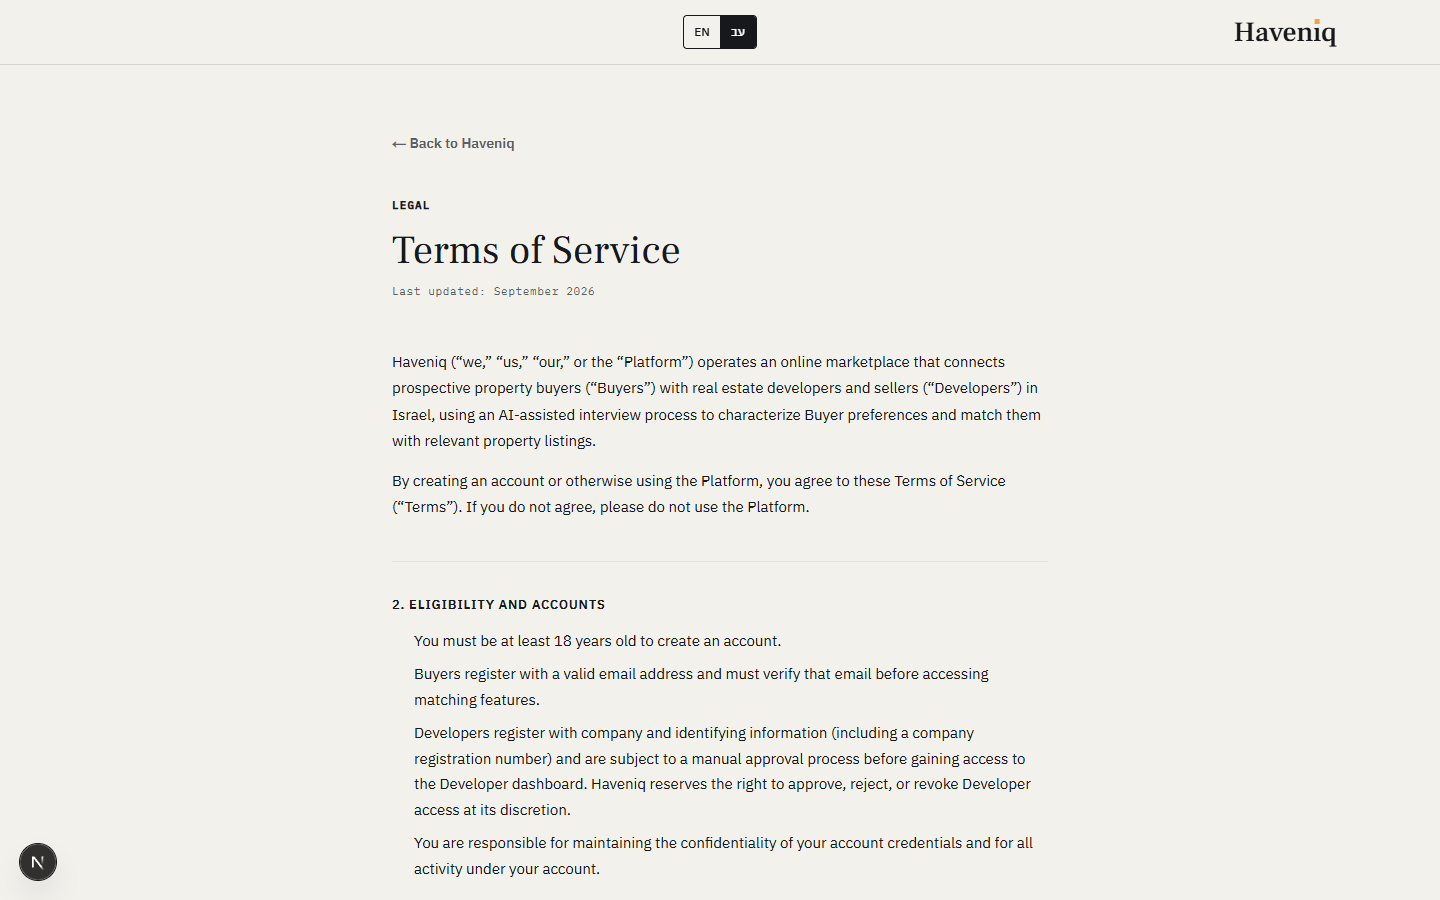 EN עב
Haveniq
← Back to Haveniq
LEGAL
Terms of Service
Last updated: September 2026
Haveniq (“we,” “us,” “our,” or the “Platform”) operates an online marketplace that connects
prospective property buyers (“Buyers”) with real estate developers and sellers (“Developers”) in
Israel, using an AI-assisted interview process to characterize Buyer preferences and match them
with relevant property listings.
By creating an account or otherwise using the Platform, you agree to these Terms of Service
(“Terms”). If you do not agree, please do not use the Platform.
2. ELIGIBILITY AND ACCOUNTS
You must be at least 18 years old to create an account.
Buyers register with a valid email address and must verify that email before accessing
matching features.
Developers register with company and identifying information (including a company
registration number) and are subject to a manual approval process before gaining access to
the Developer dashboard. Haveniq reserves the right to approve, reject, or revoke Developer
access at its discretion.
You are responsible for maintaining the confidentiality of your account credentials and for all
activity under your account.
N